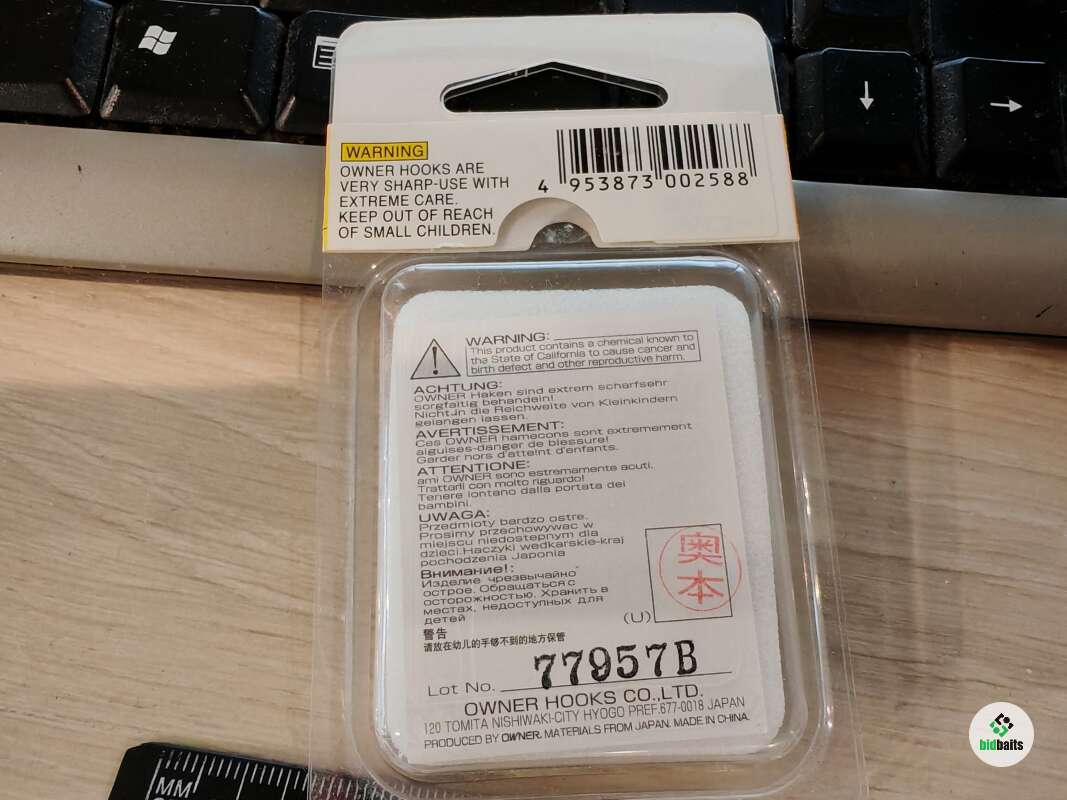 WARNING
OWNER HOOKS ARE
VERY SHARP-USE WITH
EXTREME CARE.
KEEP OUT OF REACH
OF SMALL CHILDREN.
4 953873 002588
WARNING:
This product contains a chemical known to
the State of California to cause cancer and
birth defect and other reproductive harm.
ACHTUNG:
OWNER Haken sind extrem scharfsehr
sorgfaitig behandein!
Nicht.in die Reichweite von Kleinkindern
gelangen lassen.
AVERTISSEMENT:
Ces OWNER hamecons sont extremement
aiguises-danger de blessure!
Garder hors d'atteint d'enfants.
ATTENTIONE:
ami OWNER sono estremamente acuti.
Trattarli con molto riguardo!
Tenere lontano dalla portata dei
bambini.
UWAGA:
Przedmioty bardzo ostre.
Prosimy przechowywac w
miejscu niedostepnym dla
dzieci.Haczyki wedkarskie-kraj
pochodzenia Japonia
Внимание!:
Изделие чрезвычайно
острое. Обращаться с
осторожностью. Хранить в
местах, недоступных для
детей
警告
请放在幼儿的手够不到的地方保管
奥
本
(U)
Lot No. 77957B
OWNER HOOKS CO.,LTD.
120 TOMITA NISHIWAKI-CITY HYOGO PREF.677-0018 JAPAN
PRODUCED BY OWNER. MATERIALS FROM JAPAN. MADE IN CHINA.
MM
bidbaits